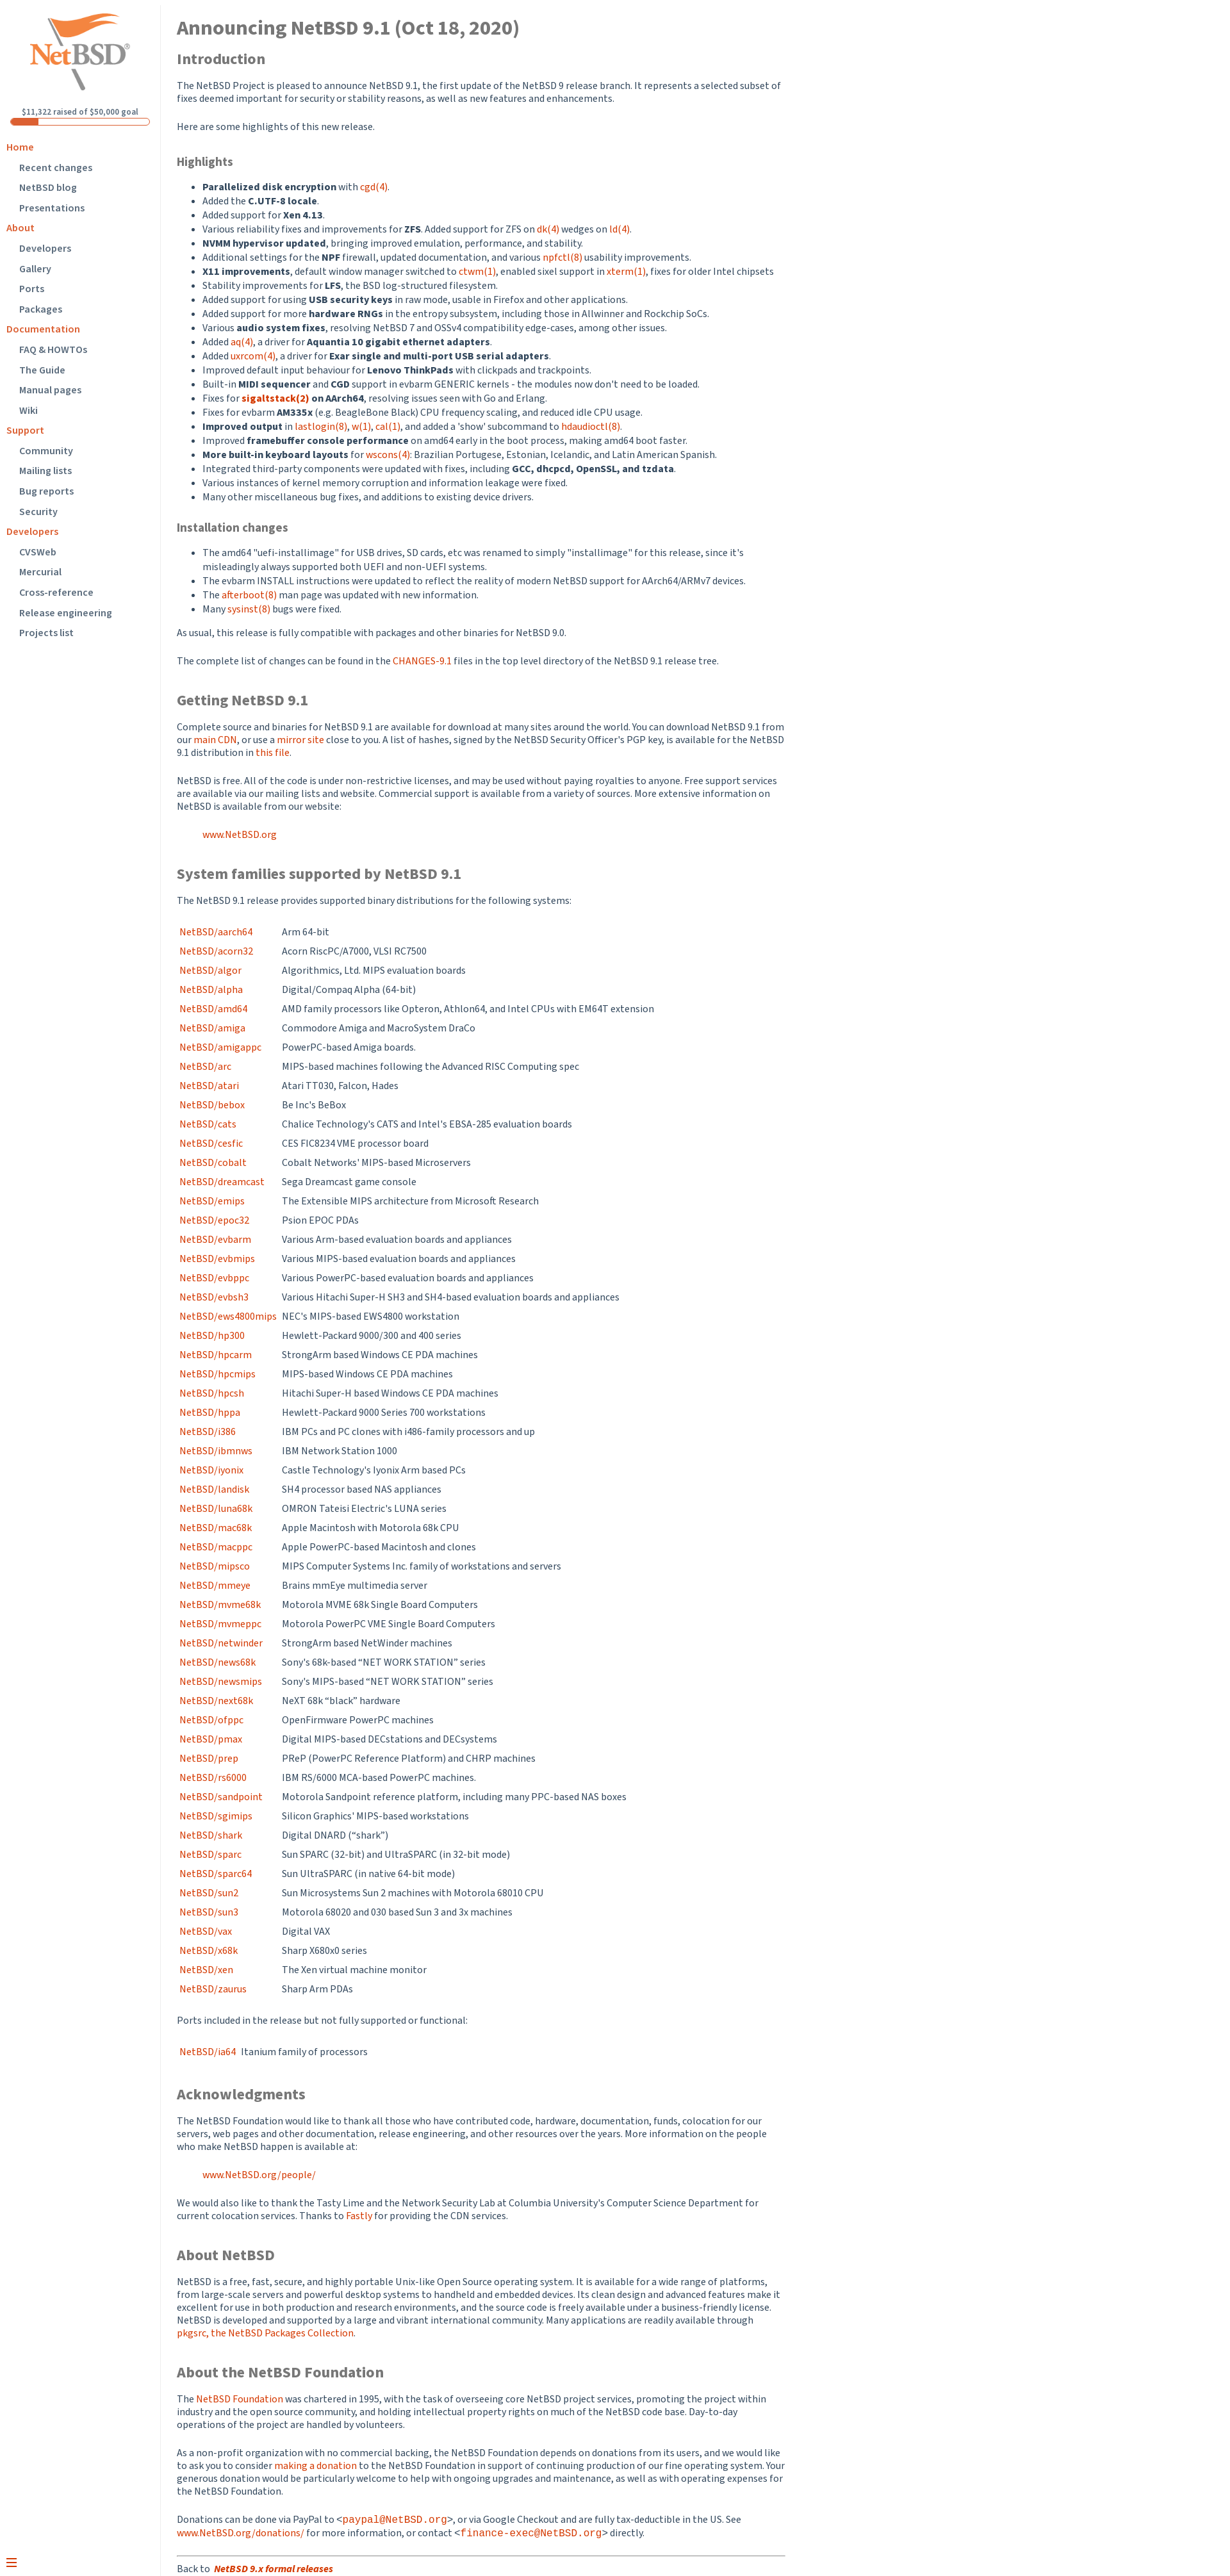 NetBSD®
$11,322 raised of $50,000 goal
Home
Recent changes
NetBSD blog
Presentations
About
Developers
Gallery
Ports
Packages
Documentation
FAQ & HOWTOs
The Guide
Manual pages
Wiki
Support
Community
Mailing lists
Bug reports
Security
Developers
CVSWeb
Mercurial
Cross-reference
Release engineering
Projects list
Announcing NetBSD 9.1 (Oct 18, 2020)
Introduction
The NetBSD Project is pleased to announce NetBSD 9.1, the first update of the NetBSD 9 release branch. It represents a selected subset of
fixes deemed important for security or stability reasons, as well as new features and enhancements.
Here are some highlights of this new release.
Highlights
• Parallelized disk encryption with cgd(4).
• Added the C.UTF-8 locale.
• Added support for Xen 4.13.
• Various reliability fixes and improvements for ZFS. Added support for ZFS on dk(4) wedges on ld(4).
• NVMM hypervisor updated, bringing improved emulation, performance, and stability.
• Additional settings for the NPF firewall, updated documentation, and various npfctl(8) usability improvements.
• X11 improvements, default window manager switched to ctwm(1), enabled sixel support in xterm(1), fixes for older Intel chipsets
• Stability improvements for LFS, the BSD log-structured filesystem.
• Added support for using USB security keys in raw mode, usable in Firefox and other applications.
• Added support for more hardware RNGs in the entropy subsystem, including those in Allwinner and Rockchip SoCs.
• Various audio system fixes, resolving NetBSD 7 and OSSv4 compatibility edge-cases, among other issues.
• Added aq(4), a driver for Aquantia 10 gigabit ethernet adapters.
• Added uxrcom(4), a driver for Exar single and multi-port USB serial adapters.
• Improved default input behaviour for Lenovo ThinkPads with clickpads and trackpoints.
• Built-in MIDI sequencer and CGD support in evbarm GENERIC kernels - the modules now don't need to be loaded.
• Fixes for sigaltstack(2) on AArch64, resolving issues seen with Go and Erlang.
• Fixes for evbarm AM335x (e.g. BeagleBone Black) CPU frequency scaling, and reduced idle CPU usage.
• Improved output in lastlogin(8), w(1), cal(1), and added a 'show' subcommand to hdaudioctl(8).
• Improved framebuffer console performance on amd64 early in the boot process, making amd64 boot faster.
• More built-in keyboard layouts for wscons(4): Brazilian Portugese, Estonian, Icelandic, and Latin American Spanish.
• Integrated third-party components were updated with fixes, including GCC, dhcpcd, OpenSSL, and tzdata.
• Various instances of kernel memory corruption and information leakage were fixed.
• Many other miscellaneous bug fixes, and additions to existing device drivers.
Installation changes
• The amd64 "uefi-installimage" for USB drives, SD cards, etc was renamed to simply "installimage" for this release, since it's
misleadingly always supported both UEFI and non-UEFI systems.
• The evbarm INSTALL instructions were updated to reflect the reality of modern NetBSD support for AArch64/ARMv7 devices.
• The afterboot(8) man page was updated with new information.
• Many sysinst(8) bugs were fixed.
As usual, this release is fully compatible with packages and other binaries for NetBSD 9.0.
The complete list of changes can be found in the CHANGES-9.1 files in the top level directory of the NetBSD 9.1 release tree.
Getting NetBSD 9.1
Complete source and binaries for NetBSD 9.1 are available for download at many sites around the world. You can download NetBSD 9.1 from
our main CDN, or use a mirror site close to you. A list of hashes, signed by the NetBSD Security Officer's PGP key, is available for the NetBSD
9.1 distribution in this file.
NetBSD is free. All of the code is under non-restrictive licenses, and may be used without paying royalties to anyone. Free support services
are available via our mailing lists and website. Commercial support is available from a variety of sources. More extensive information on
NetBSD is available from our website:
www.NetBSD.org
System families supported by NetBSD 9.1
The NetBSD 9.1 release provides supported binary distributions for the following systems:
NetBSD/aarch64 Arm 64-bit
NetBSD/acorn32 Acorn RiscPC/A7000, VLSI RC7500
NetBSD/algor Algorithmics, Ltd. MIPS evaluation boards
NetBSD/alpha Digital/Compaq Alpha (64-bit)
NetBSD/amd64 AMD family processors like Opteron, Athlon64, and Intel CPUs with EM64T extension
NetBSD/amiga Commodore Amiga and MacroSystem DraCo
NetBSD/amigappc PowerPC-based Amiga boards.
NetBSD/arc MIPS-based machines following the Advanced RISC Computing spec
NetBSD/atari Atari TT030, Falcon, Hades
NetBSD/bebox Be Inc's BeBox
NetBSD/cats Chalice Technology's CATS and Intel's EBSA-285 evaluation boards
NetBSD/cesfic CES FIC8234 VME processor board
NetBSD/cobalt Cobalt Networks' MIPS-based Microservers
NetBSD/dreamcast Sega Dreamcast game console
NetBSD/emips The Extensible MIPS architecture from Microsoft Research
NetBSD/epoc32 Psion EPOC PDAs
NetBSD/evbarm Various Arm-based evaluation boards and appliances
NetBSD/evbmips Various MIPS-based evaluation boards and appliances
NetBSD/evbppc Various PowerPC-based evaluation boards and appliances
NetBSD/evbsh3 Various Hitachi Super-H SH3 and SH4-based evaluation boards and appliances
NetBSD/ews4800mips NEC's MIPS-based EWS4800 workstation
NetBSD/hp300 Hewlett-Packard 9000/300 and 400 series
NetBSD/hpcarm StrongArm based Windows CE PDA machines
NetBSD/hpcmips MIPS-based Windows CE PDA machines
NetBSD/hpcsh Hitachi Super-H based Windows CE PDA machines
NetBSD/hppa Hewlett-Packard 9000 Series 700 workstations
NetBSD/i386 IBM PCs and PC clones with i486-family processors and up
NetBSD/ibmnws IBM Network Station 1000
NetBSD/iyonix Castle Technology's Iyonix Arm based PCs
NetBSD/landisk SH4 processor based NAS appliances
NetBSD/luna68k OMRON Tateisi Electric's LUNA series
NetBSD/mac68k Apple Macintosh with Motorola 68k CPU
NetBSD/macppc Apple PowerPC-based Macintosh and clones
NetBSD/mipsco MIPS Computer Systems Inc. family of workstations and servers
NetBSD/mmeye Brains mmEye multimedia server
NetBSD/mvme68k Motorola MVME 68k Single Board Computers
NetBSD/mvmeppc Motorola PowerPC VME Single Board Computers
NetBSD/netwinder StrongArm based NetWinder machines
NetBSD/news68k Sony's 68k-based “NET WORK STATION” series
NetBSD/newsmips Sony's MIPS-based “NET WORK STATION” series
NetBSD/next68k NeXT 68k “black” hardware
NetBSD/ofppc OpenFirmware PowerPC machines
NetBSD/pmax Digital MIPS-based DECstations and DECsystems
NetBSD/prep PReP (PowerPC Reference Platform) and CHRP machines
NetBSD/rs6000 IBM RS/6000 MCA-based PowerPC machines.
NetBSD/sandpoint Motorola Sandpoint reference platform, including many PPC-based NAS boxes
NetBSD/sgimips Silicon Graphics' MIPS-based workstations
NetBSD/shark Digital DNARD (“shark”)
NetBSD/sparc Sun SPARC (32-bit) and UltraSPARC (in 32-bit mode)
NetBSD/sparc64 Sun UltraSPARC (in native 64-bit mode)
NetBSD/sun2 Sun Microsystems Sun 2 machines with Motorola 68010 CPU
NetBSD/sun3 Motorola 68020 and 030 based Sun 3 and 3x machines
NetBSD/vax Digital VAX
NetBSD/x68k Sharp X680x0 series
NetBSD/xen The Xen virtual machine monitor
NetBSD/zaurus Sharp Arm PDAs
Ports included in the release but not fully supported or functional:
NetBSD/ia64 Itanium family of processors
Acknowledgments
The NetBSD Foundation would like to thank all those who have contributed code, hardware, documentation, funds, colocation for our
servers, web pages and other documentation, release engineering, and other resources over the years. More information on the people
who make NetBSD happen is available at:
www.NetBSD.org/people/
We would also like to thank the Tasty Lime and the Network Security Lab at Columbia University's Computer Science Department for
current colocation services. Thanks to Fastly for providing the CDN services.
About NetBSD
NetBSD is a free, fast, secure, and highly portable Unix-like Open Source operating system. It is available for a wide range of platforms,
from large-scale servers and powerful desktop systems to handheld and embedded devices. Its clean design and advanced features make it
excellent for use in both production and research environments, and the source code is freely available under a business-friendly license.
NetBSD is developed and supported by a large and vibrant international community. Many applications are readily available through
pkgsrc, the NetBSD Packages Collection.
About the NetBSD Foundation
The NetBSD Foundation was chartered in 1995, with the task of overseeing core NetBSD project services, promoting the project within
industry and the open source community, and holding intellectual property rights on much of the NetBSD code base. Day-to-day
operations of the project are handled by volunteers.
As a non-profit organization with no commercial backing, the NetBSD Foundation depends on donations from its users, and we would like
to ask you to consider making a donation to the NetBSD Foundation in support of continuing production of our fine operating system. Your
generous donation would be particularly welcome to help with ongoing upgrades and maintenance, as well as with operating expenses for
the NetBSD Foundation.
Donations can be done via PayPal to <paypal@NetBSD.org>, or via Google Checkout and are fully tax-deductible in the US. See
www.NetBSD.org/donations/ for more information, or contact <finance-exec@NetBSD.org> directly.
Back to NetBSD 9.x formal releases